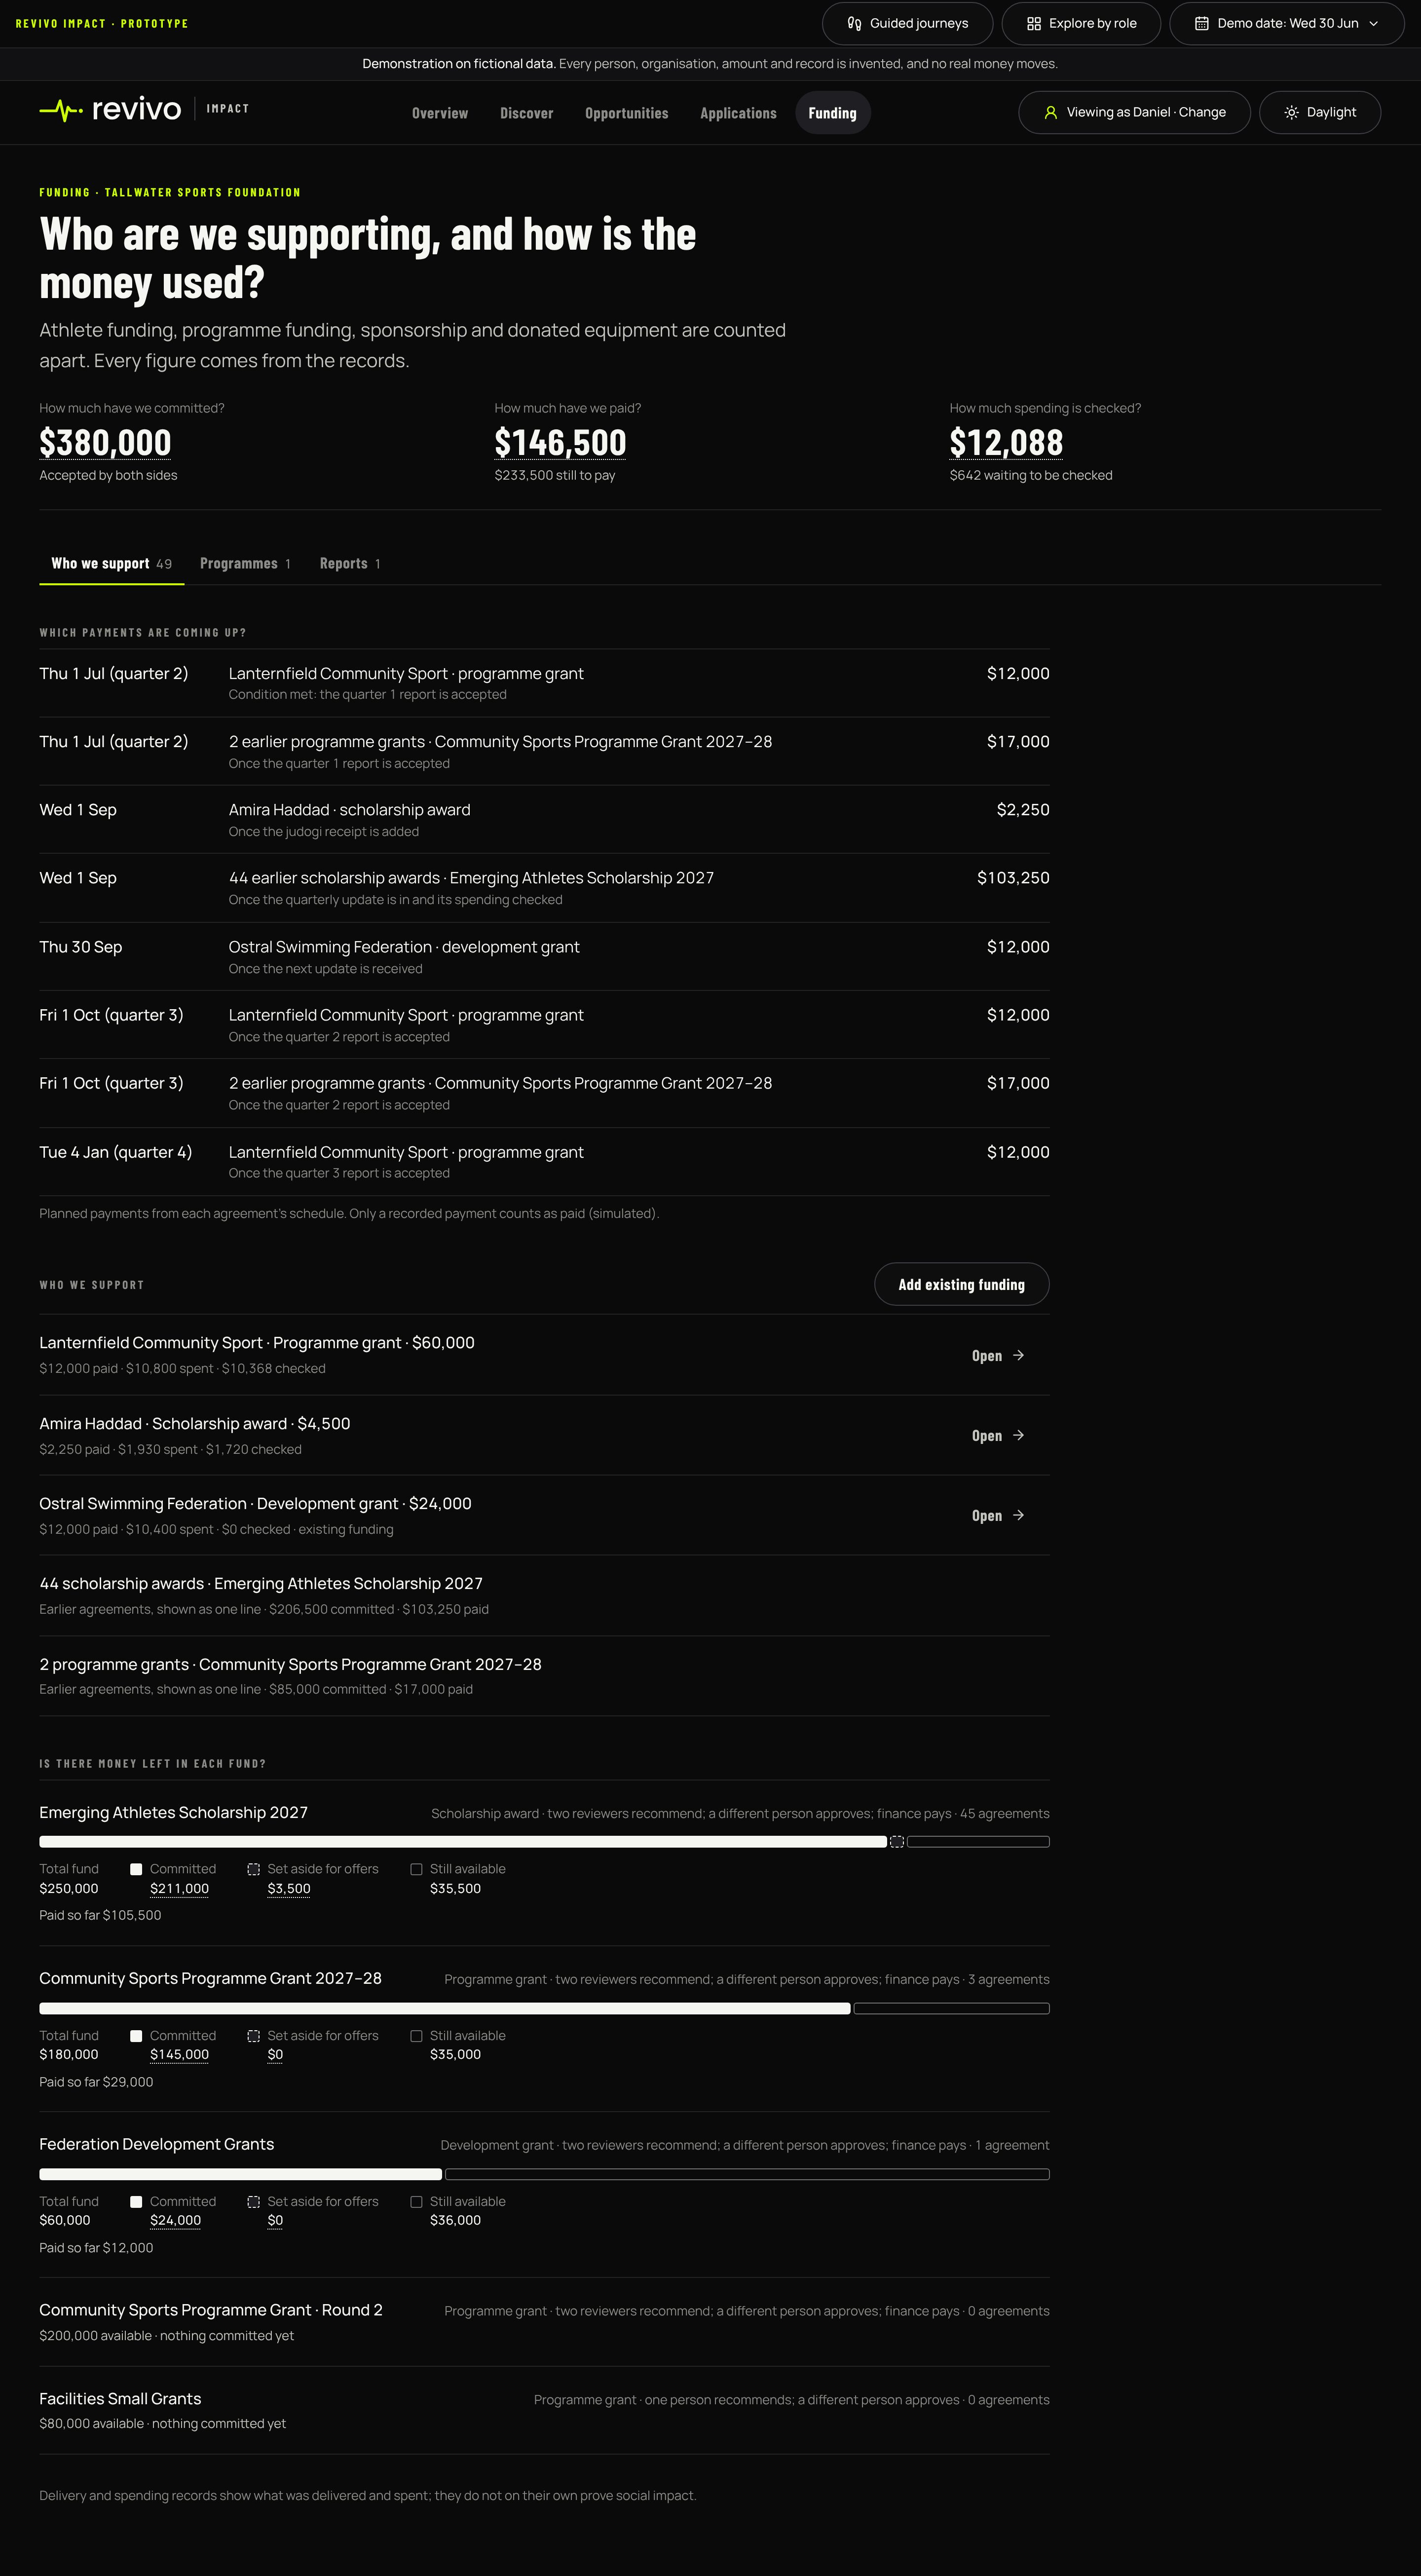 REVIVO IMPACT · PROTOTYPE
Guided journeys
Explore by role
Demo date: Wed 30 Jun
Demonstration on fictional data. Every person, organisation, amount and record is invented, and no real money moves.
revivo
IMPACT
Overview
Discover
Opportunities
Applications
Funding
Viewing as Daniel · Change
Daylight
FUNDING · TALLWATER SPORTS FOUNDATION
Who are we supporting, and how is the
money used?
Athlete funding, programme funding, sponsorship and donated equipment are counted
apart. Every figure comes from the records.
How much have we committed?
$380,000
Accepted by both sides
How much have we paid?
$146,500
$233,500 still to pay
How much spending is checked?
$12,088
$642 waiting to be checked
Who we support 49
Programmes 1
Reports 1
WHICH PAYMENTS ARE COMING UP?
Thu 1 Jul (quarter 2)
Lanternfield Community Sport · programme grant
$12,000
Condition met: the quarter 1 report is accepted
Thu 1 Jul (quarter 2)
2 earlier programme grants · Community Sports Programme Grant 2027–28
$17,000
Once the quarter 1 report is accepted
Wed 1 Sep
Amira Haddad · scholarship award
$2,250
Once the judogi receipt is added
Wed 1 Sep
44 earlier scholarship awards · Emerging Athletes Scholarship 2027
$103,250
Once the quarterly update is in and its spending checked
Thu 30 Sep
Ostral Swimming Federation · development grant
$12,000
Once the next update is received
Fri 1 Oct (quarter 3)
Lanternfield Community Sport · programme grant
$12,000
Once the quarter 2 report is accepted
Fri 1 Oct (quarter 3)
2 earlier programme grants · Community Sports Programme Grant 2027–28
$17,000
Once the quarter 2 report is accepted
Tue 4 Jan (quarter 4)
Lanternfield Community Sport · programme grant
$12,000
Once the quarter 3 report is accepted
Planned payments from each agreement's schedule. Only a recorded payment counts as paid (simulated).
WHO WE SUPPORT
Add existing funding
Lanternfield Community Sport · Programme grant · $60,000
$12,000 paid · $10,800 spent · $10,368 checked
Open
Amira Haddad · Scholarship award · $4,500
$2,250 paid · $1,930 spent · $1,720 checked
Open
Ostral Swimming Federation · Development grant · $24,000
$12,000 paid · $10,400 spent · $0 checked · existing funding
Open
44 scholarship awards · Emerging Athletes Scholarship 2027
Earlier agreements, shown as one line · $206,500 committed · $103,250 paid
2 programme grants · Community Sports Programme Grant 2027–28
Earlier agreements, shown as one line · $85,000 committed · $17,000 paid
IS THERE MONEY LEFT IN EACH FUND?
Emerging Athletes Scholarship 2027
Scholarship award · two reviewers recommend; a different person approves; finance pays · 45 agreements
Total fund
Committed
Set aside for offers
Still available
$250,000
$211,000
$3,500
$35,500
Paid so far $105,500
Community Sports Programme Grant 2027–28
Programme grant · two reviewers recommend; a different person approves; finance pays · 3 agreements
Total fund
Committed
Set aside for offers
Still available
$180,000
$145,000
$0
$35,000
Paid so far $29,000
Federation Development Grants
Development grant · two reviewers recommend; a different person approves; finance pays · 1 agreement
Total fund
Committed
Set aside for offers
Still available
$60,000
$24,000
$0
$36,000
Paid so far $12,000
Community Sports Programme Grant · Round 2
Programme grant · two reviewers recommend; a different person approves; finance pays · 0 agreements
$200,000 available · nothing committed yet
Facilities Small Grants
Programme grant · one person recommends; a different person approves · 0 agreements
$80,000 available · nothing committed yet
Delivery and spending records show what was delivered and spent; they do not on their own prove social impact.